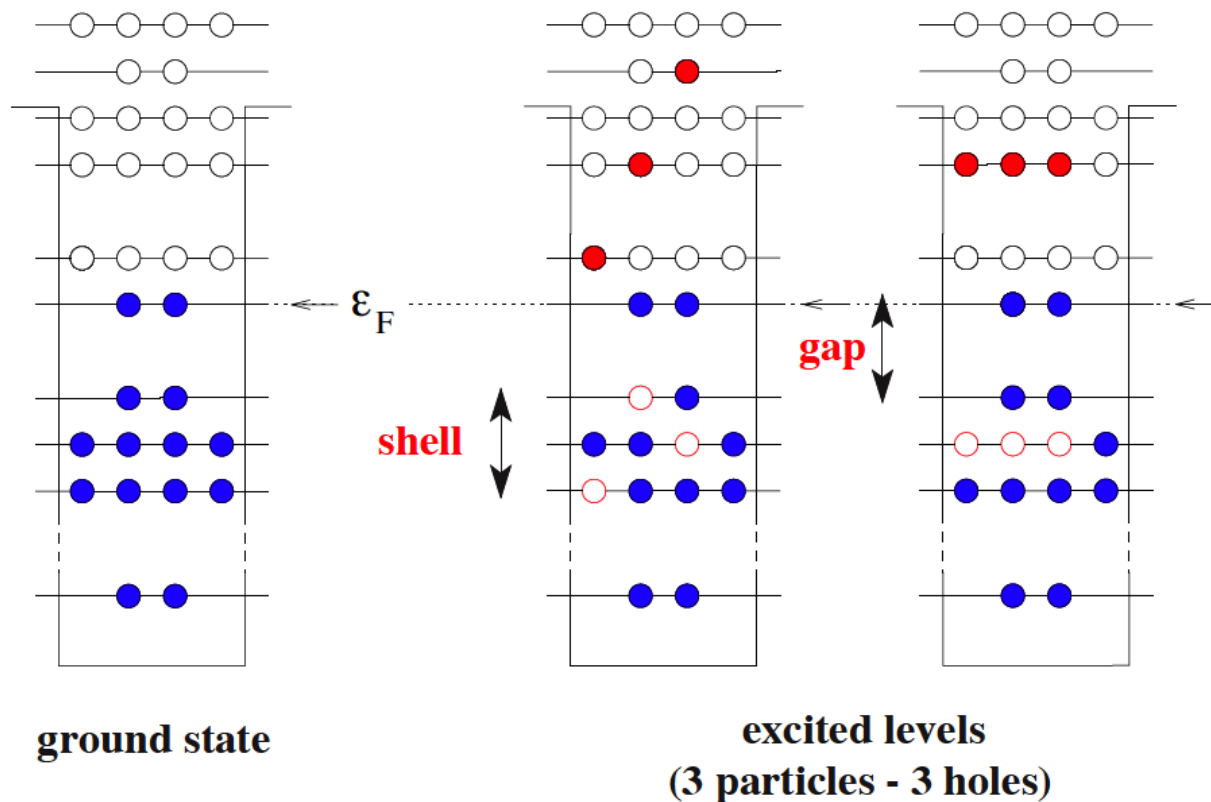 ε_F
gap
shell
ground state
excited levels
(3 particles - 3 holes)